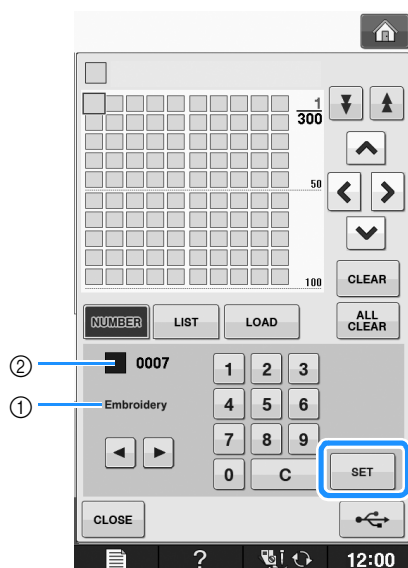 1
300
50
100
CLEAR
NUMBER LIST LOAD
ALL
CLEAR
② 0007
① Embroidery
1 2 3
4 5 6
7 8 9
0 C
SET
CLOSE
? 12:00